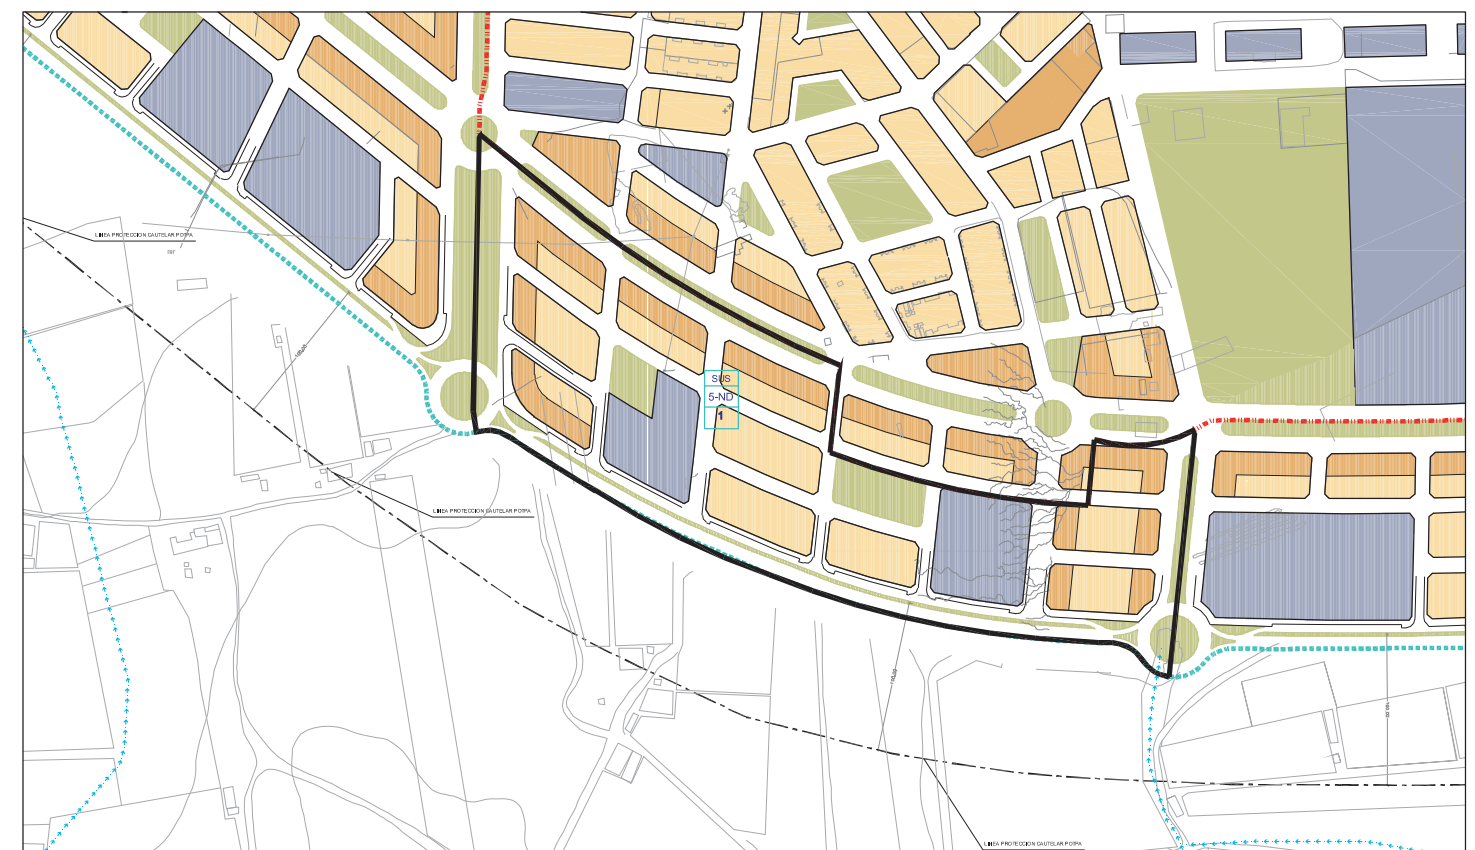 LINEA PROTECCION CAUTELAR POTPA
SUS
5-ND
1
LINEA PROTECCION CAUTELAR POTPA
LINEA PROTECCION CAUTELAR POTPA